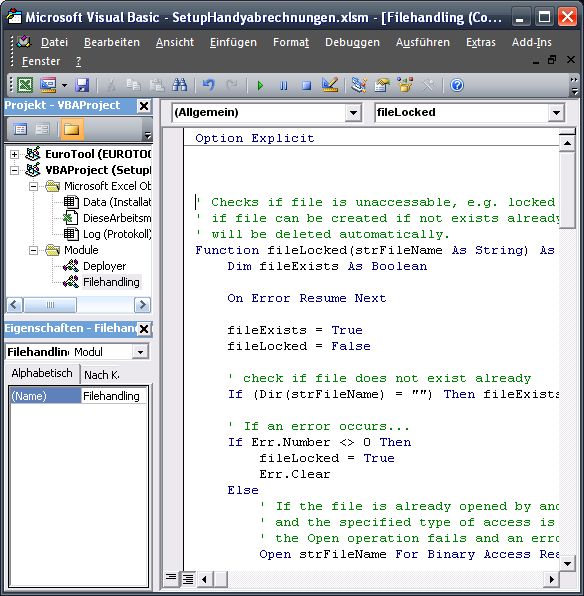 Microsoft Visual Basic - SetupHandyabrechnungen.xlsm - [Filehandling (Co...
Datei Bearbeiten Ansicht Einfügen Format Debuggen Ausführen Extras Add-Ins
Fenster ?
Projekt - VBAProject
EuroTool (EUROTOO
VBAProject (Setup
Microsoft Excel Ob
Data (Installat
DieseArbeitsm
Log (Protokoll)
Module
Deployer
Filehandling
Eigenschaften - Filehan
Filehandlin Modul
Alphabetisch Nach K.
(Name) Filehandling
(Allgemein) fileLocked
Option Explicit
' Checks if file is unaccessable, e.g. locked
' if file can be created if not exists already
' will be deleted automatically.
Function fileLocked(strFileName As String) As
Dim fileExists As Boolean
On Error Resume Next
fileExists = True
fileLocked = False
' check if file does not exist already
If (Dir(strFileName) = "") Then fileExists
' If an error occurs...
If Err.Number <> 0 Then
fileLocked = True
Err.Clear
Else
' If the file is already opened by ano
' and the specified type of access is
' the Open operation fails and an erro
Open strFileName For Binary Access Rea